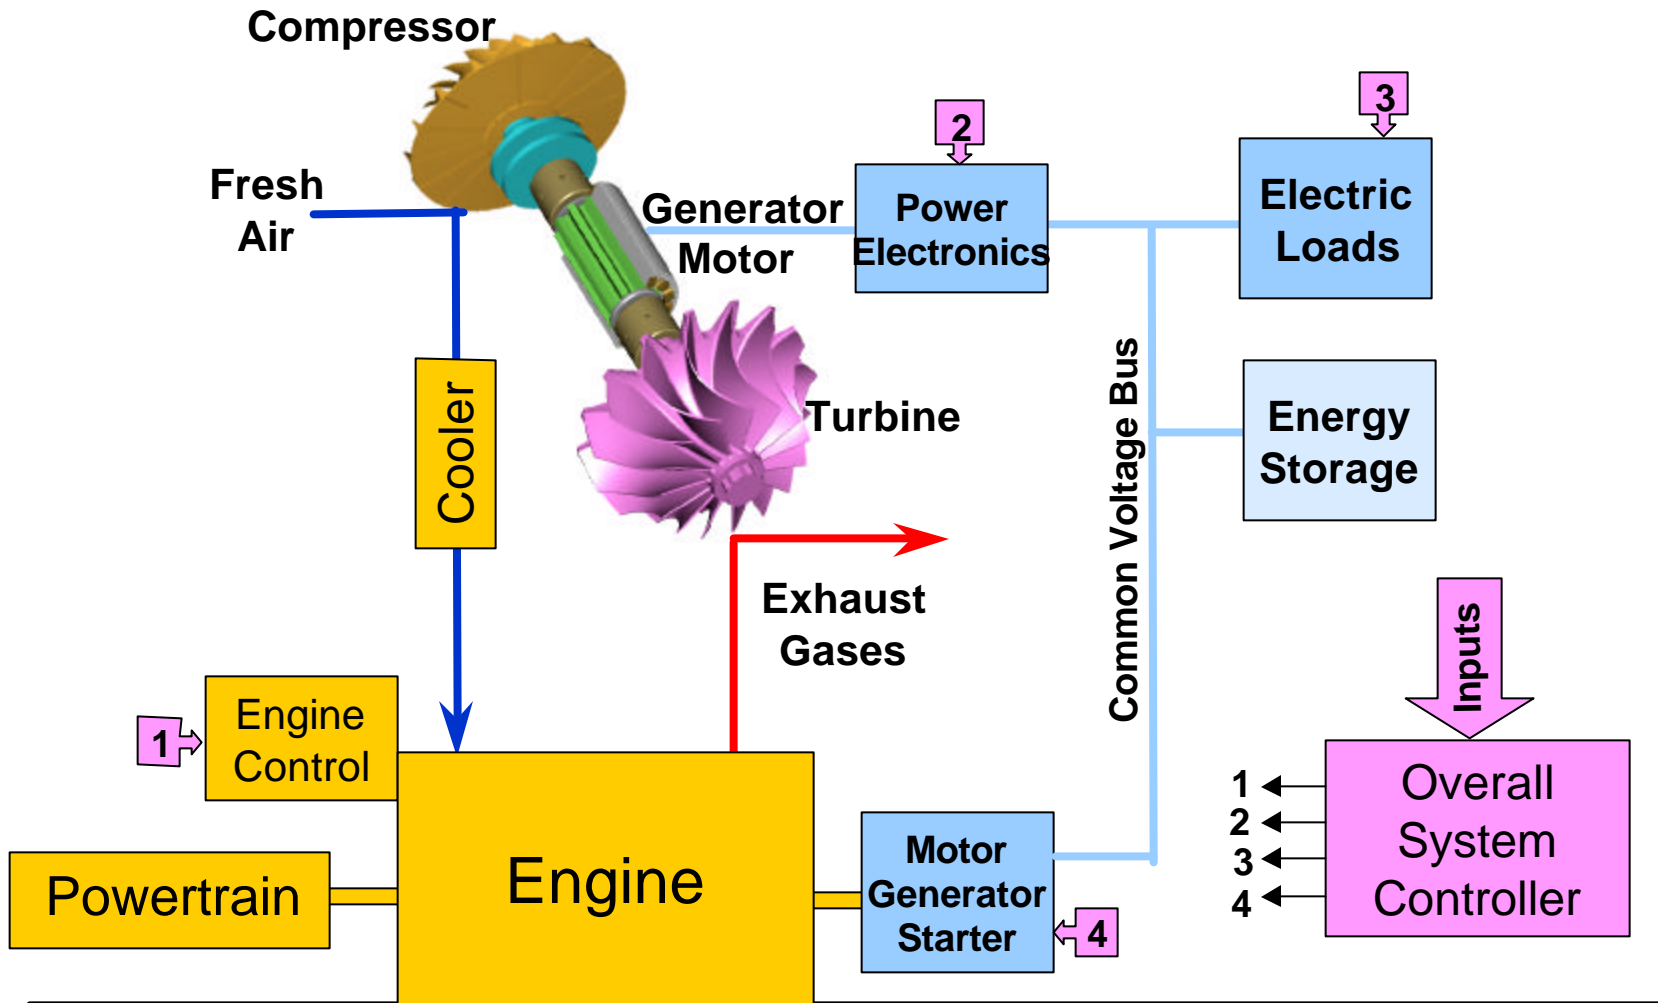 Compressor
Fresh
Air
Generator
Motor
2
Power
Electronics
3
Electric
Loads
Cooler
Turbine
Common Voltage Bus
Energy
Storage
Exhaust
Gases
Inputs
1
Engine
Control
Powertrain
Engine
Motor
Generator
Starter
4
1
2
3
4
Overall
System
Controller